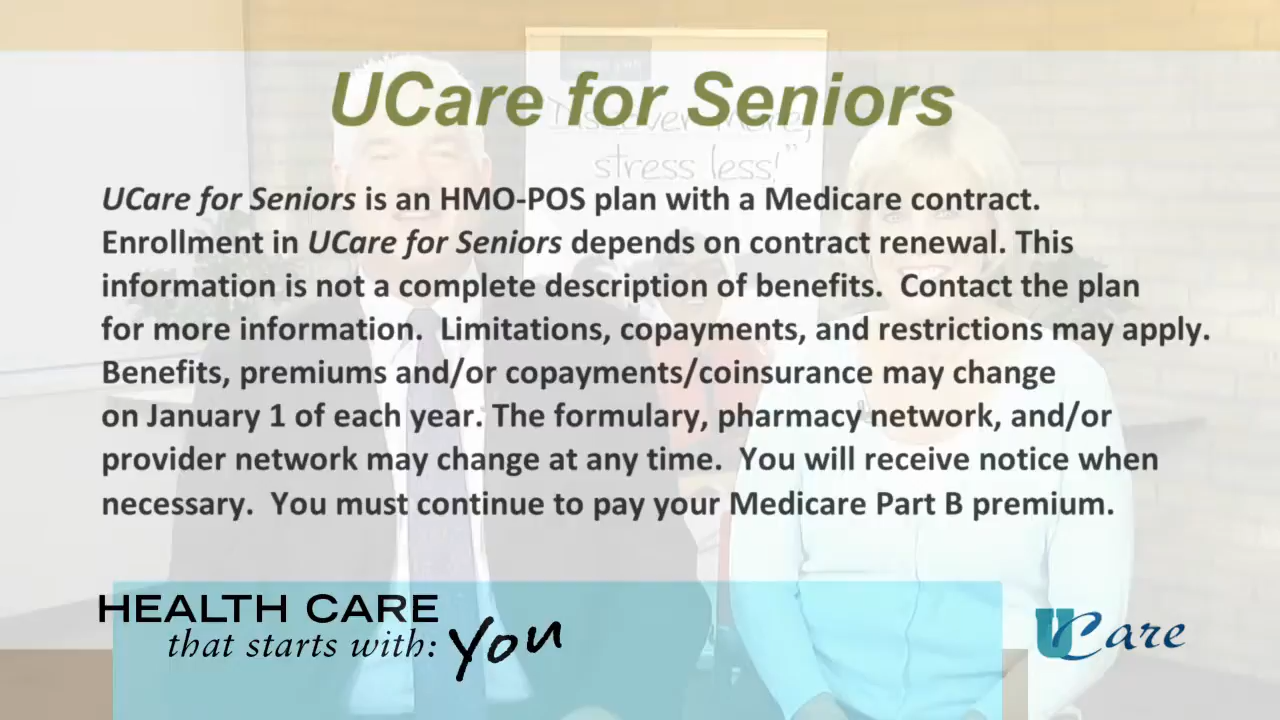 UCare for Seniors
"Discover more,
stress less!"
UCare for Seniors is an HMO-POS plan with a Medicare contract.
Enrollment in UCare for Seniors depends on contract renewal. This
information is not a complete description of benefits.  Contact the plan
for more information.  Limitations, copayments, and restrictions may apply.
Benefits, premiums and/or copayments/coinsurance may change
on January 1 of each year. The formulary, pharmacy network, and/or
provider network may change at any time.  You will receive notice when
necessary.  You must continue to pay your Medicare Part B premium.
HEALTH CARE
that starts with: You
UCare